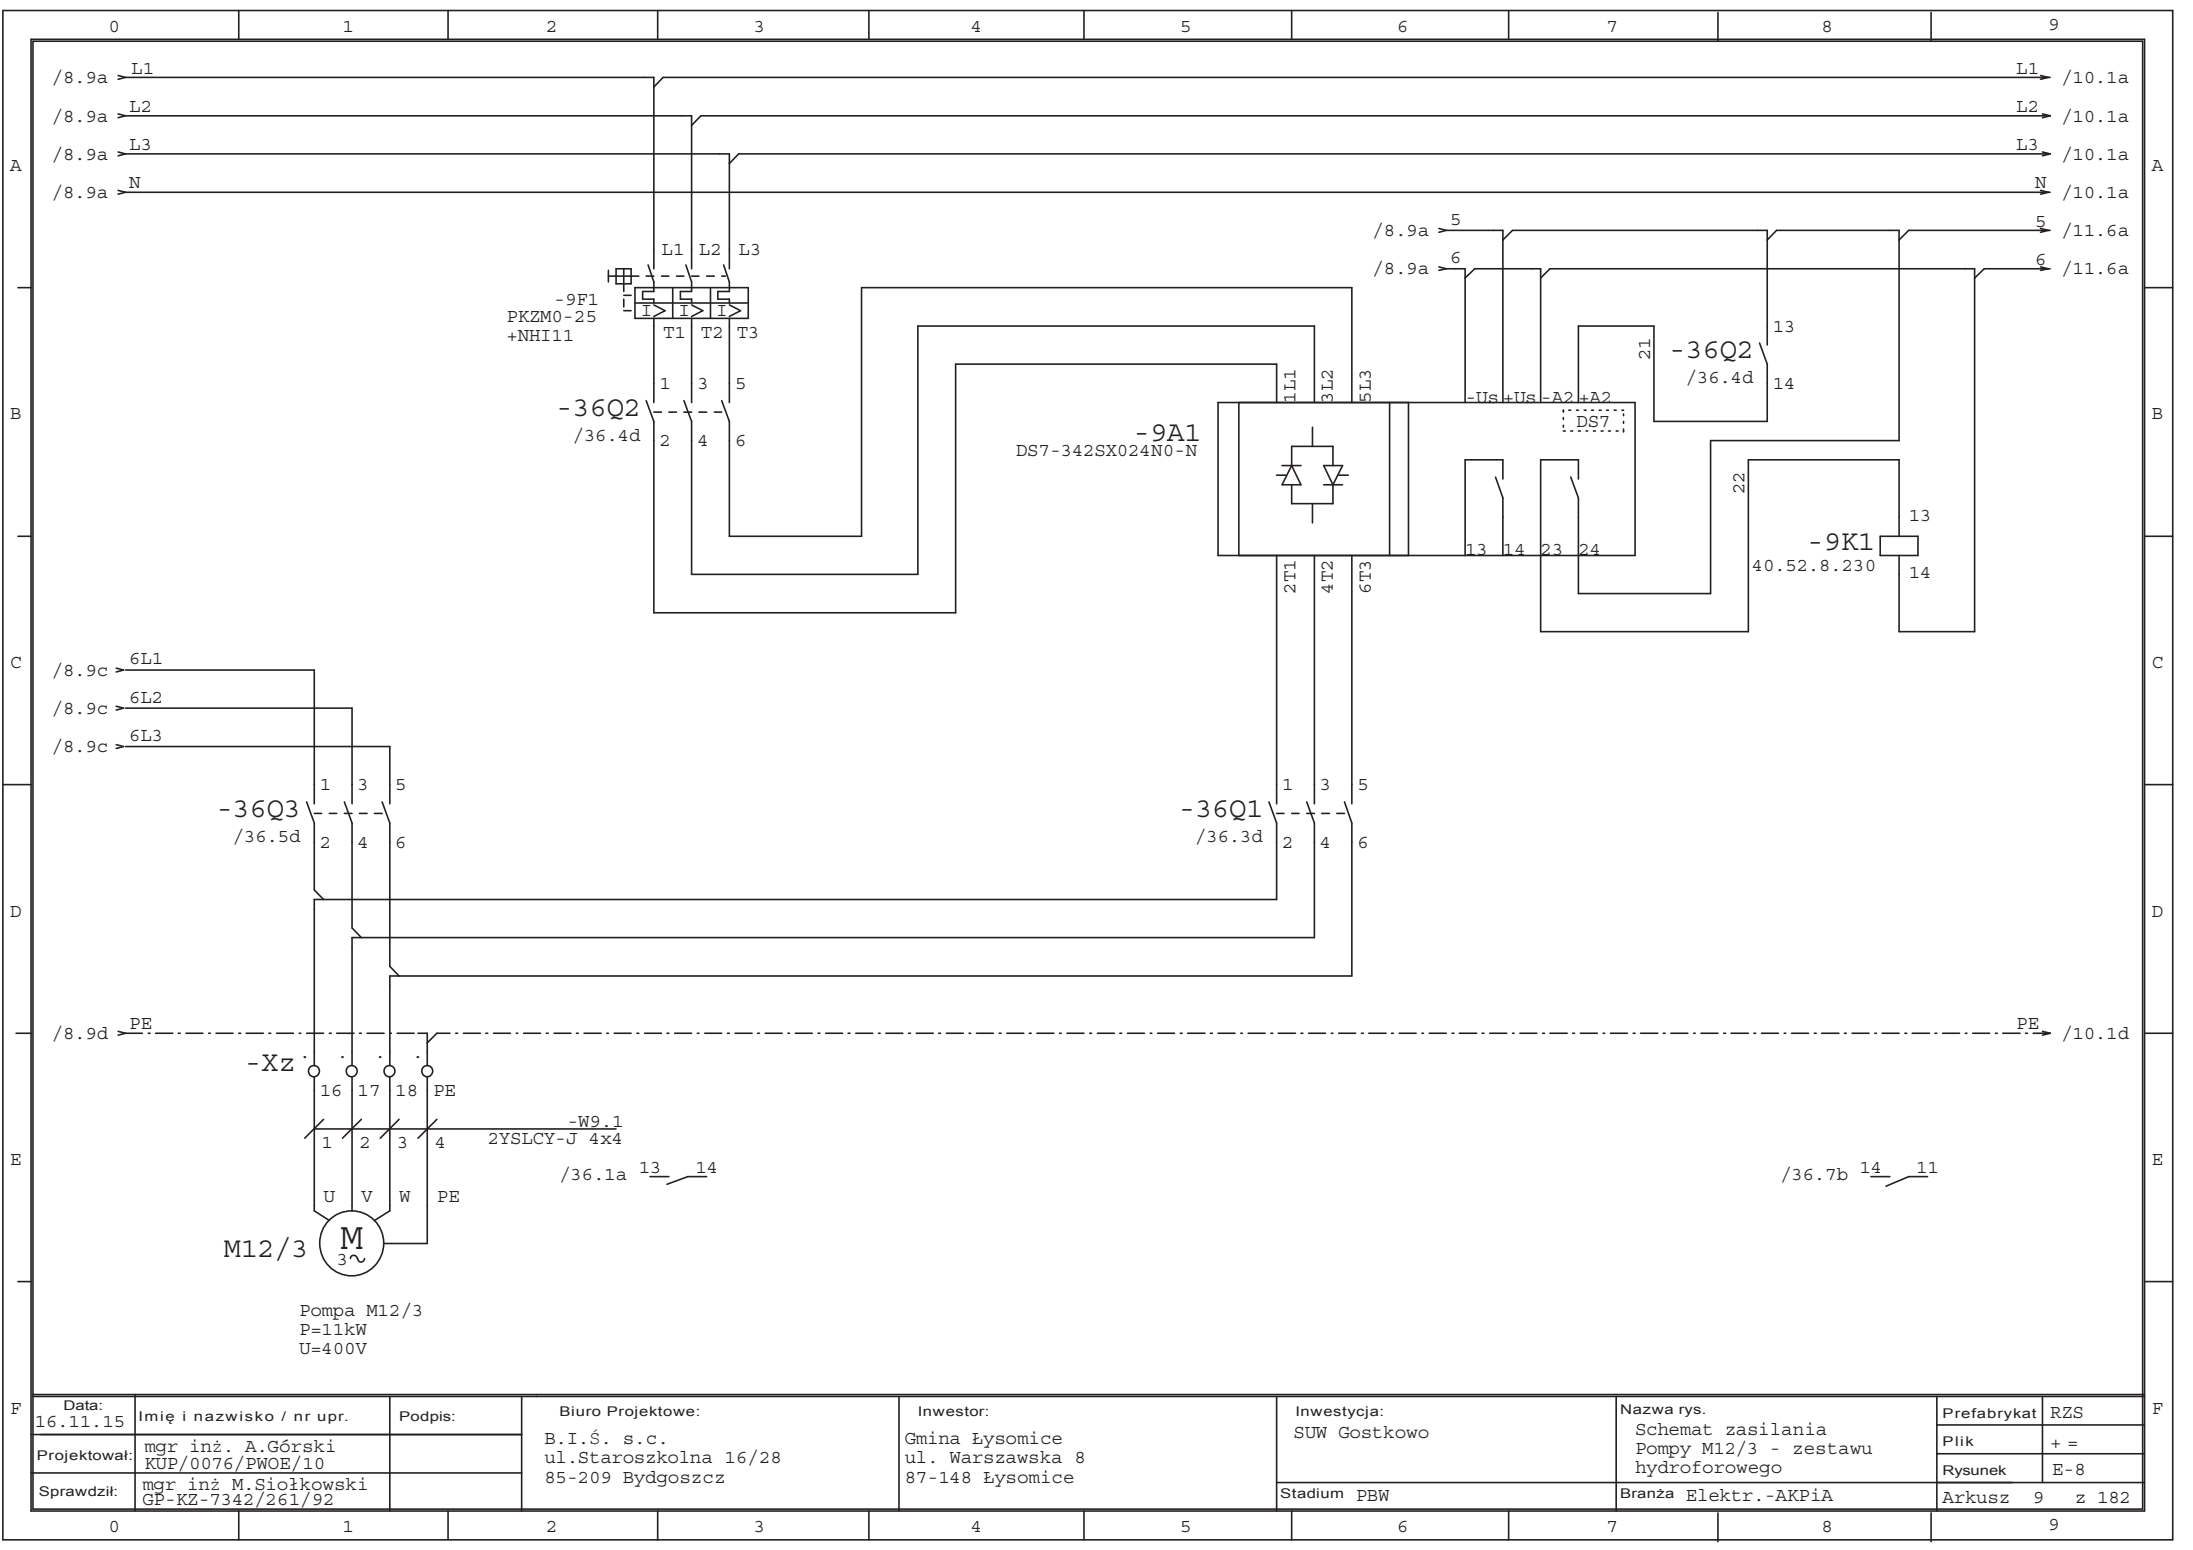 0 1 2 3 4 5 6 7 8 9
/8.9a L1 L1 /10.1a
/8.9a L2 L2 /10.1a
/8.9a L3 L3 /10.1a
A A
/8.9a N N /10.1a
/8.9a 5 5 /11.6a
/8.9a 6 6 /11.6a
L1 L2 L3
-9F1
PKZM0-25
+NHI11
I> I> I>
T1 T2 T3
1 3 5
-36Q2
/36.4d
2 4 6
B B
-9A1
DS7-342SX024N0-N
1L1 3L2 5L3
-Us +Us -A2 +A2
DS7
21
-36Q2
/36.4d
13
14
13 14 23 24
2T1 4T2 6T3
22
-9K1
40.52.8.230
13
14
C C
/8.9c 6L1
/8.9c 6L2
/8.9c 6L3
1 3 5
-36Q3
/36.5d
2 4 6
1 3 5
-36Q1
/36.3d
2 4 6
D D
/8.9d PE PE /10.1d
-Xz
16 17 18 PE
-W9.1
2YSLCY-J 4x4
1 2 3 4
E E
/36.1a 13 14
/36.7b 14 11
U V W PE
M12/3
M
3~
Pompa M12/3
P=11kW
U=400V
F F
Data:
16.11.15
Imię i nazwisko / nr upr.
Podpis:
Projektował:
mgr inż. A.Górski
KUP/0076/PWOE/10
Sprawdził:
mgr inż M.Siołkowski
GP-KZ-7342/261/92
Biuro Projektowe:
B.I.Ś. s.c.
ul.Staroszkolna 16/28
85-209 Bydgoszcz
Inwestor:
Gmina Łysomice
ul. Warszawska 8
87-148 Łysomice
Inwestycja:
SUW Gostkowo
Stadium PBW
Nazwa rys.
Schemat zasilania
Pompy M12/3 - zestawu
hydroforowego
Branża Elektr.-AKPiA
Prefabrykat RZS
Plik + =
Rysunek E-8
Arkusz 9 z 182
0 1 2 3 4 5 6 7 8 9